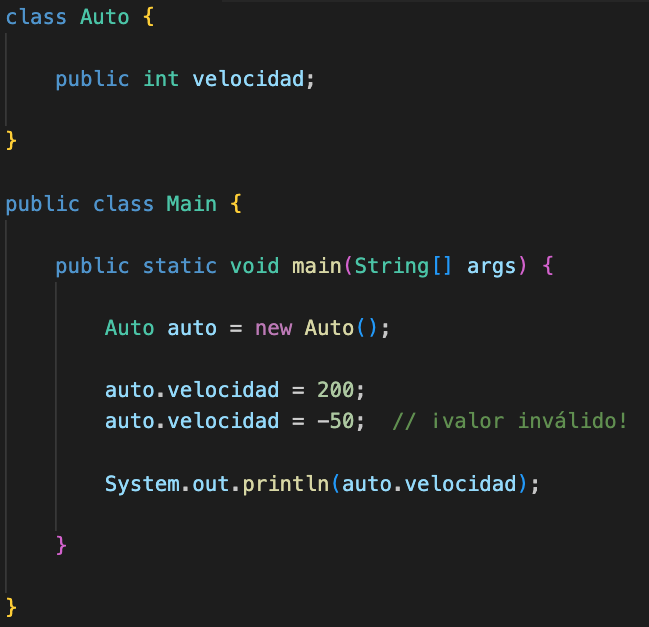 class Auto {
    public int velocidad;
}
public class Main {
    public static void main(String[] args) {
        Auto auto = new Auto();
        auto.velocidad = 200;
        auto.velocidad = -50;  // ¡valor inválido!
        System.out.println(auto.velocidad);
    }
}